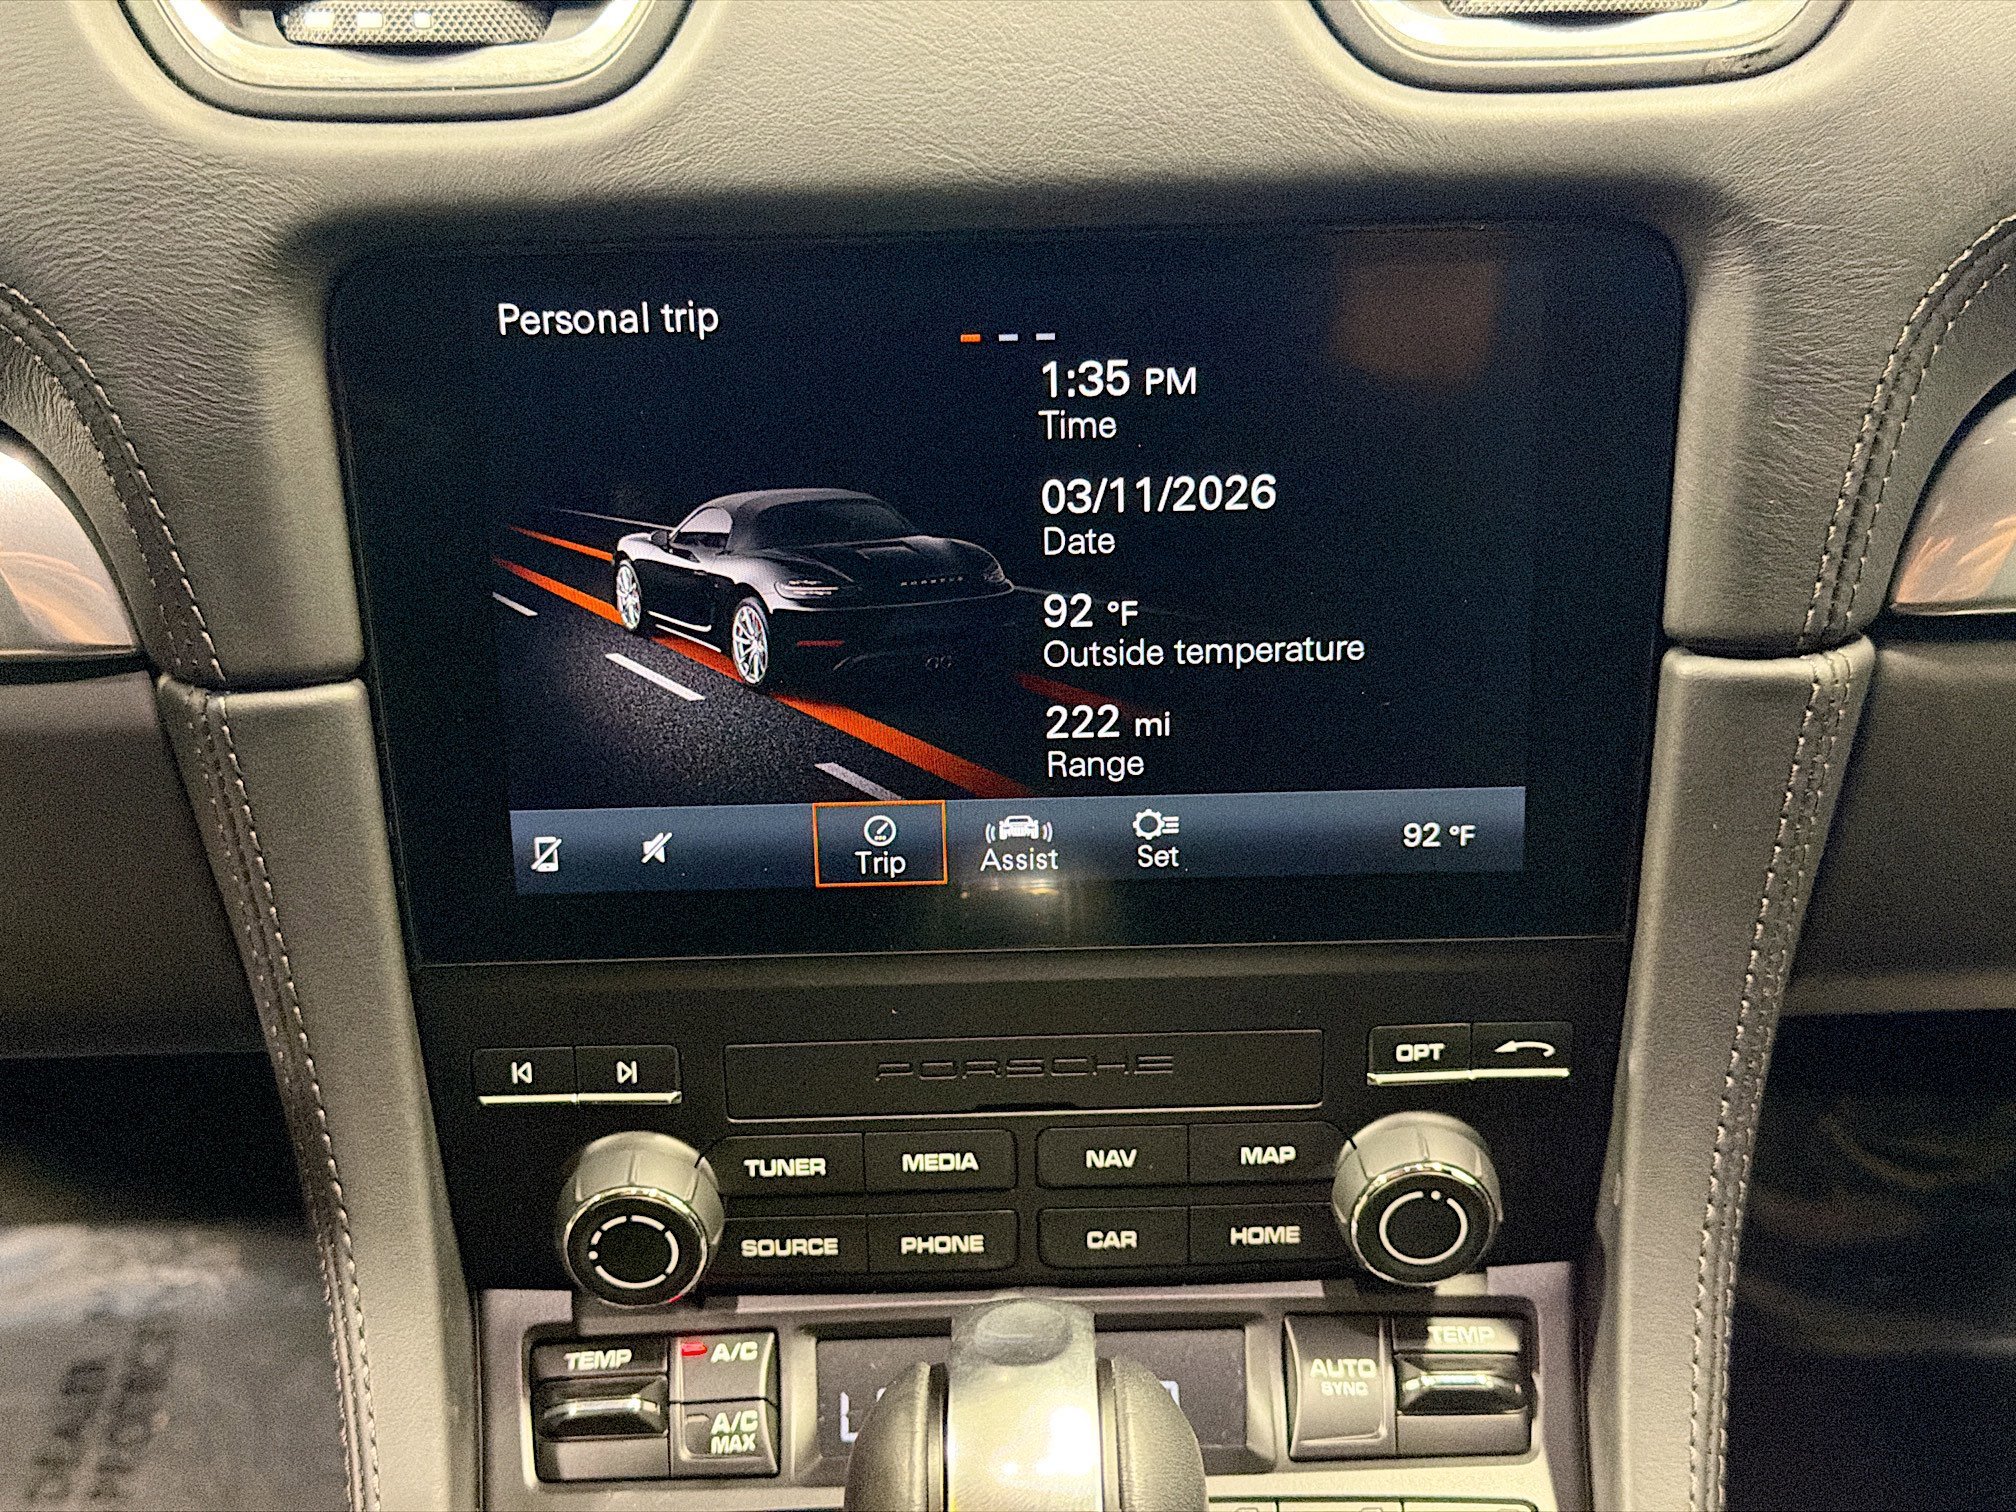 Personal trip
1:35 PM
Time
03/11/2026
Date
92 °F
Outside temperature
222 mi
Range
Trip
Assist
Set
92 °F
PORSCHE
OPT
TUNER
MEDIA
NAV
MAP
SOURCE
PHONE
CAR
HOME
TEMP
A/C
A/C
MAX
AUTO
SYNC
TEMP